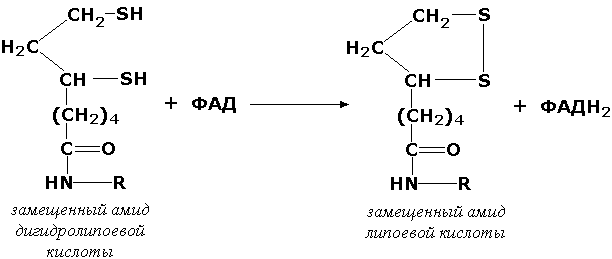 CH2 SH
H2C
CH SH
(CH2)4
C O
HN R
замещенный амид
дигидролипоевой
кислоты
+ ФАД
CH2 S
H2C
CH S
(CH2)4
C O
HN R
замещенный амид
липоевой кислоты
+ ФАДН2